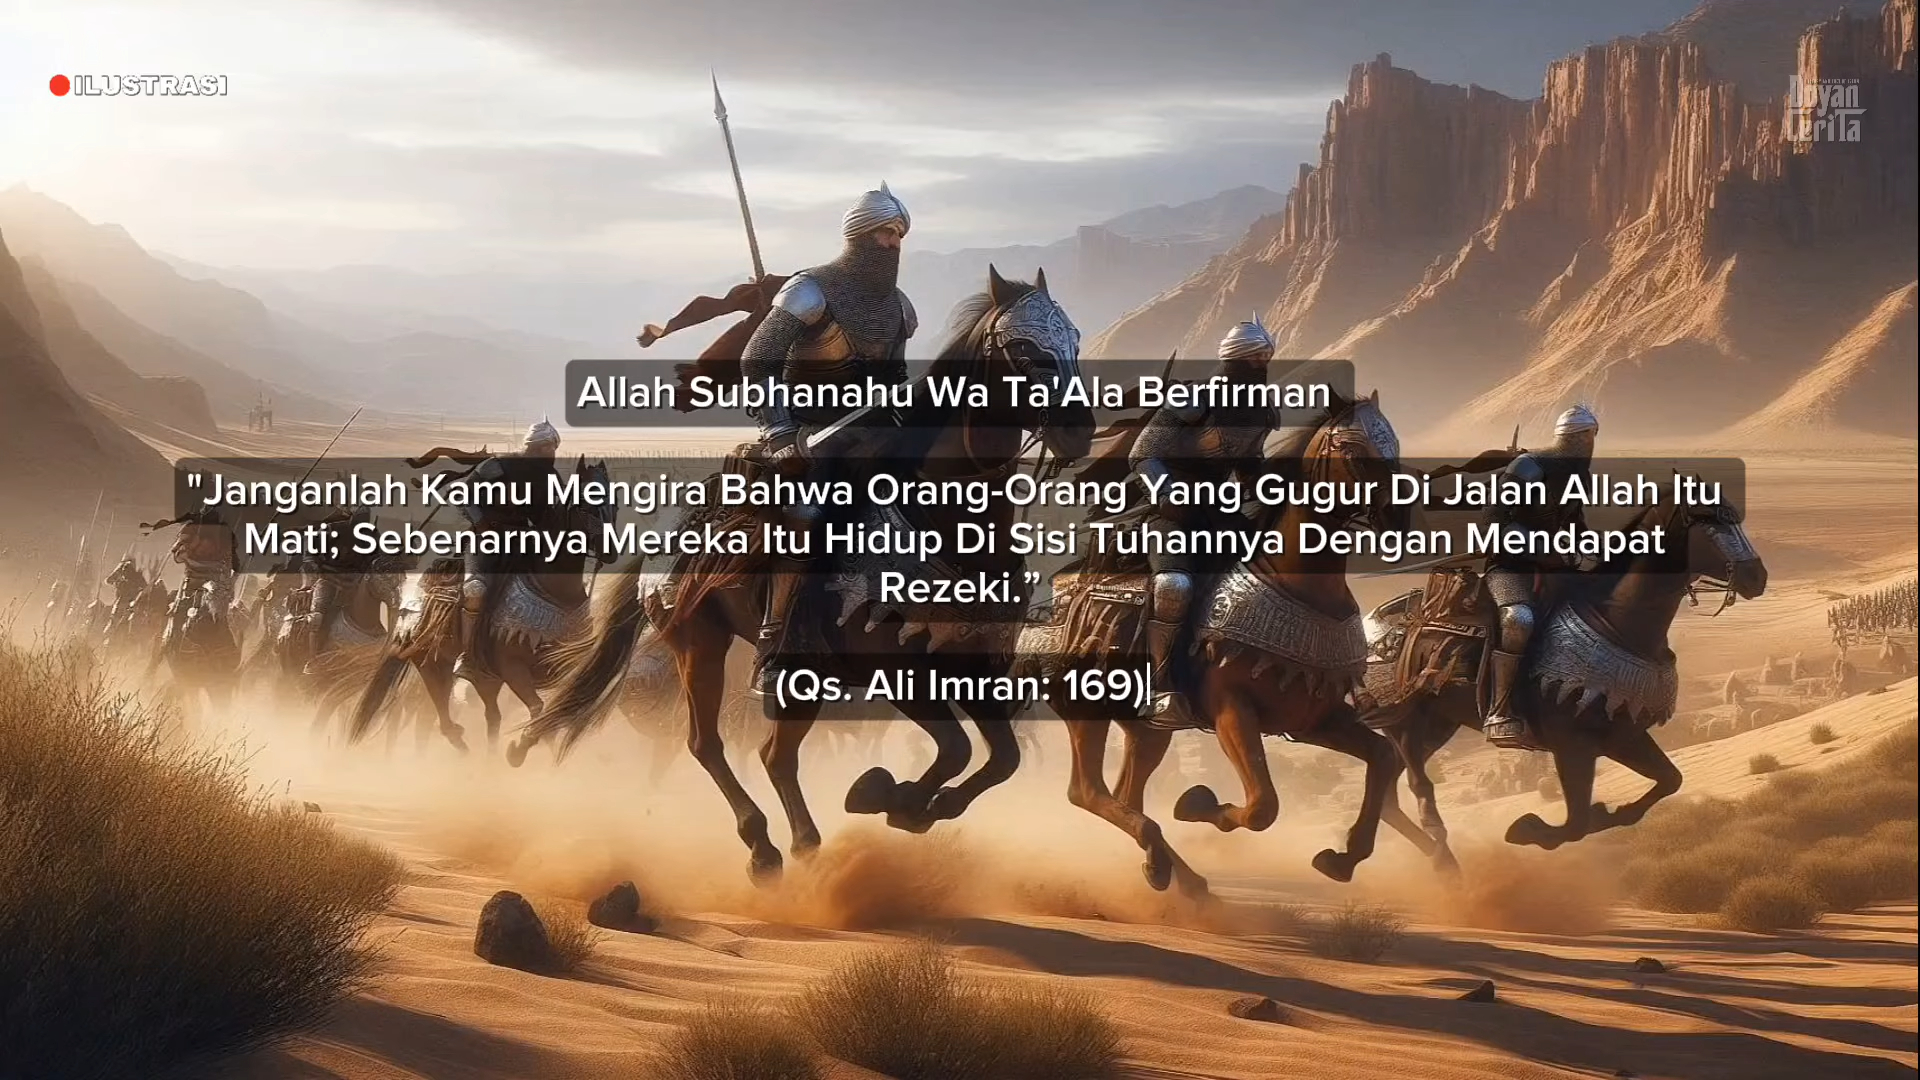 ILUSTRASI
Doyan
CeriTa
Allah Subhanahu Wa Ta'Ala Berfirman
"Janganlah Kamu Mengira Bahwa Orang-Orang Yang Gugur Di Jalan Allah Itu
Mati; Sebenarnya Mereka Itu Hidup Di Sisi Tuhannya Dengan Mendapat
Rezeki.”
(Qs. Ali Imran: 169)